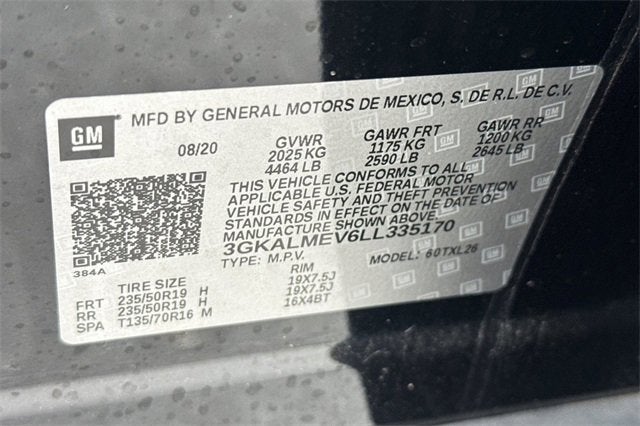 GM
MFD BY GENERAL MOTORS DE MEXICO, S. DE R.L. DE C.V.
08/20 GVWR GAWR FRT GAWR RR
2025 KG 1175 KG 1200 KG
4464 LB 2590 LB 2645 LB
THIS VEHICLE CONFORMS TO ALL
APPLICABLE U.S. FEDERAL MOTOR
VEHICLE SAFETY AND THEFT PREVENTION
STANDARDS IN EFFECT ON THE DATE OF
MANUFACTURE SHOWN ABOVE.
3GKALMEV6LL335170
TYPE: M.P.V. MODEL: 60TXL26
384A
TIRE SIZE RIM
FRT 235/50R19 H 19X7.5J
RR 235/50R19 H 19X7.5J
SPA T135/70R16 M 16X4BT